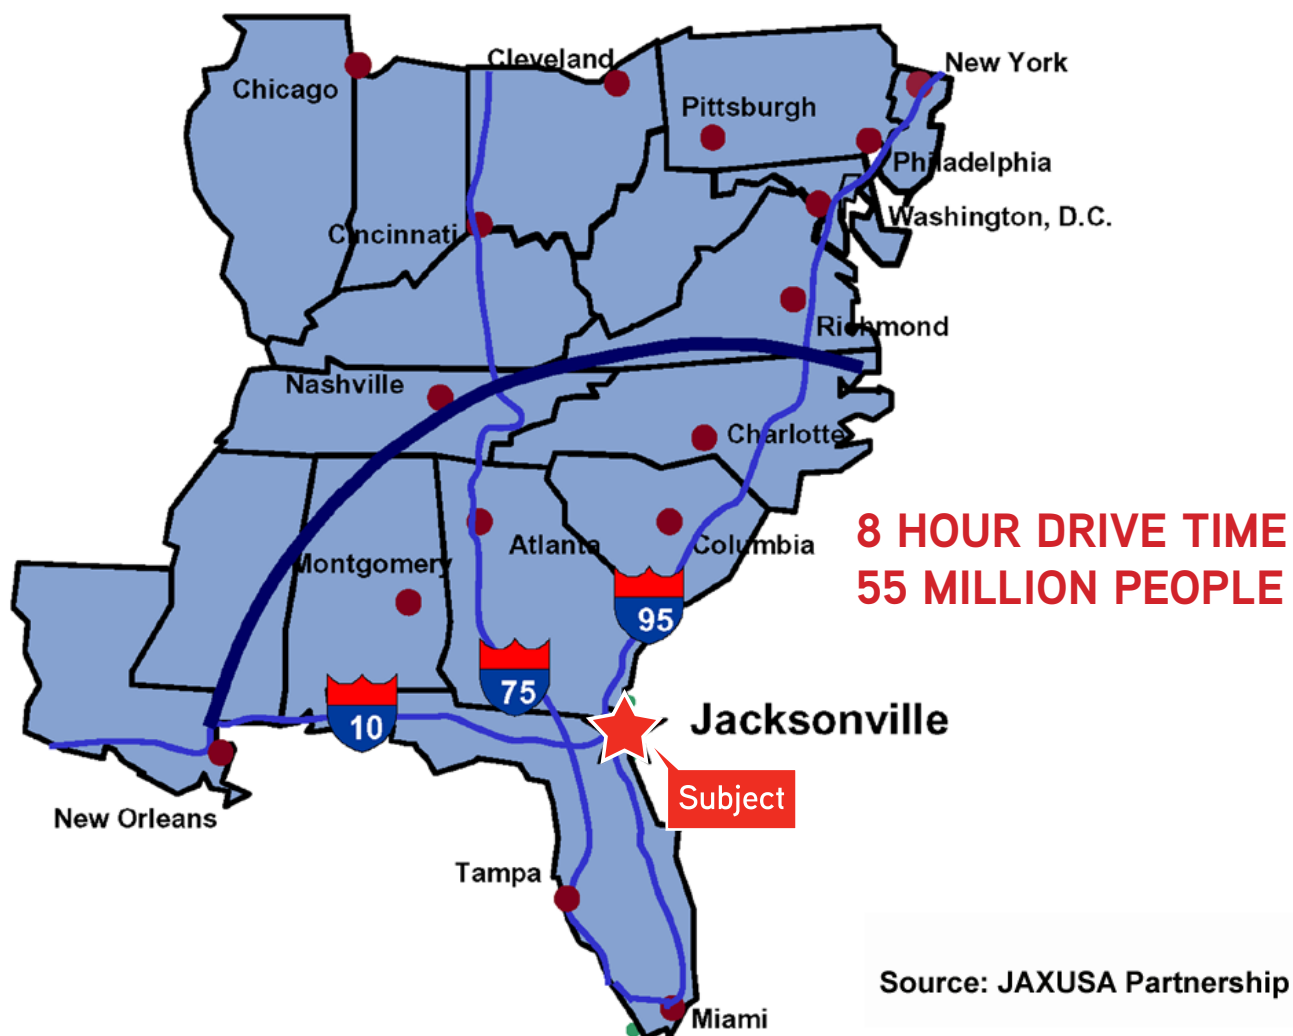 Cleveland
New York
Chicago
Pittsburgh
Philadelphia
Washington, D.C.
Cincinnati
Richmond
Nashville
Charlotte
8 HOUR DRIVE TIME
55 MILLION PEOPLE
Atlanta
Columbia
Montgomery
95
75
10
Jacksonville
Subject
New Orleans
Tampa
Source: JAXUSA Partnership
Miami